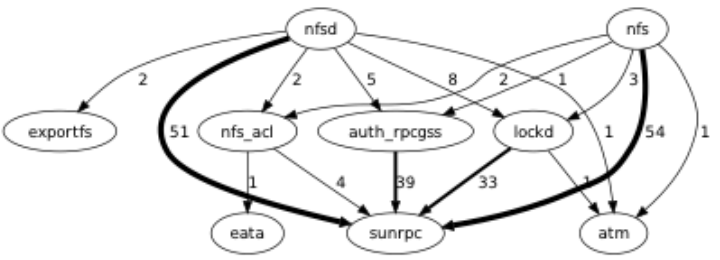 nfsd nfs
2 51 2 5 8 2 1 1 3 54 1
exportfs nfs_acl auth_rpcgss lockd
1 4 39 33 1
eata sunrpc atm